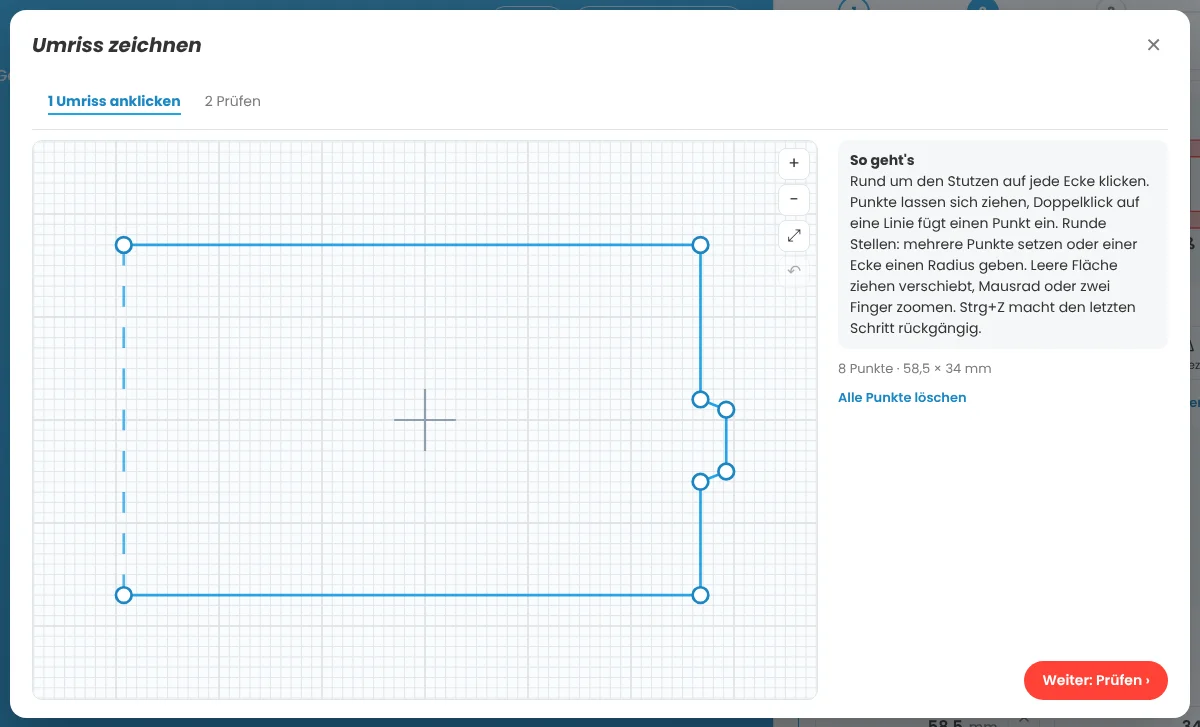 Umriss zeichnen
✕
1 Umriss anklicken
2 Prüfen
+
−
So geht's
Rund um den Stutzen auf jede Ecke klicken.
Punkte lassen sich ziehen, Doppelklick auf
eine Linie fügt einen Punkt ein. Runde
Stellen: mehrere Punkte setzen oder einer
Ecke einen Radius geben. Leere Fläche
ziehen verschiebt, Mausrad oder zwei
Finger zoomen. Strg+Z macht den letzten
Schritt rückgängig.
8 Punkte · 58,5 × 34 mm
Alle Punkte löschen
Weiter: Prüfen ›
58,5 mm